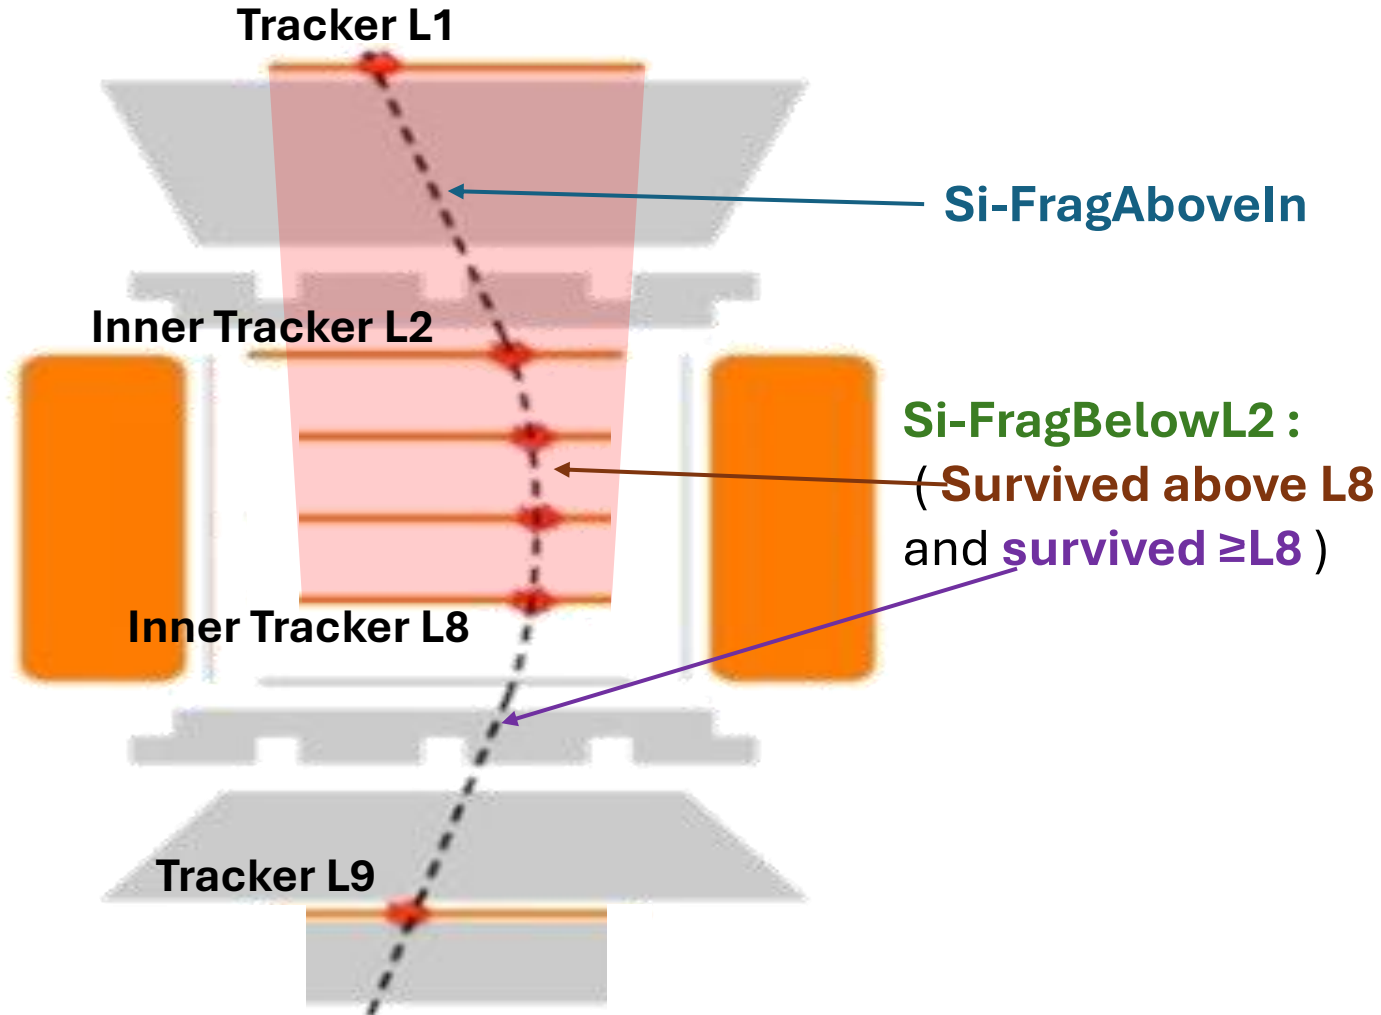 Tracker L1
Si-FragAboveIn
Inner Tracker L2
Si-FragBelowL2 :
( Survived above L8
and survived ≥L8 )
Inner Tracker L8
Tracker L9